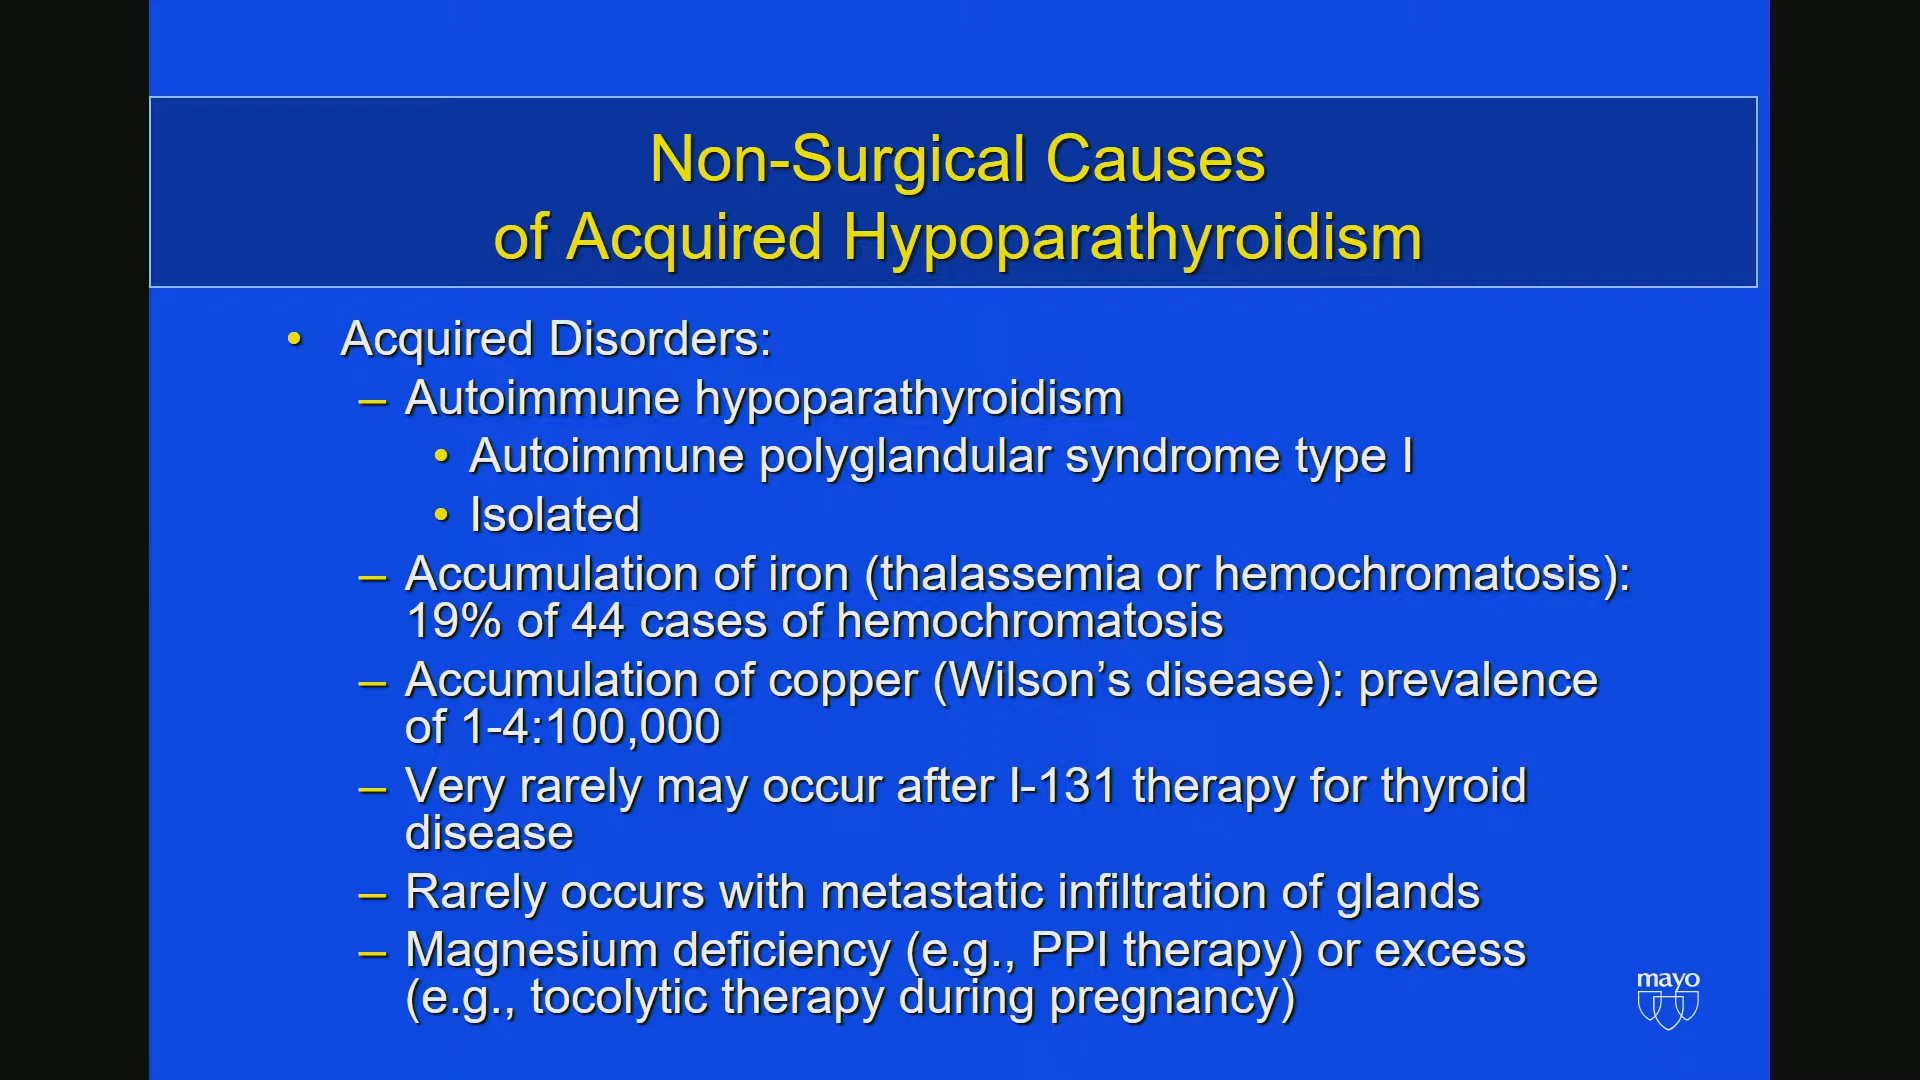 Non-Surgical Causes
of Acquired Hypoparathyroidism
• Acquired Disorders:
– Autoimmune hypoparathyroidism
• Autoimmune polyglandular syndrome type I
• Isolated
– Accumulation of iron (thalassemia or hemochromatosis):
19% of 44 cases of hemochromatosis
– Accumulation of copper (Wilson’s disease): prevalence
of 1-4:100,000
– Very rarely may occur after I-131 therapy for thyroid
disease
– Rarely occurs with metastatic infiltration of glands
– Magnesium deficiency (e.g., PPI therapy) or excess
(e.g., tocolytic therapy during pregnancy)
mayo